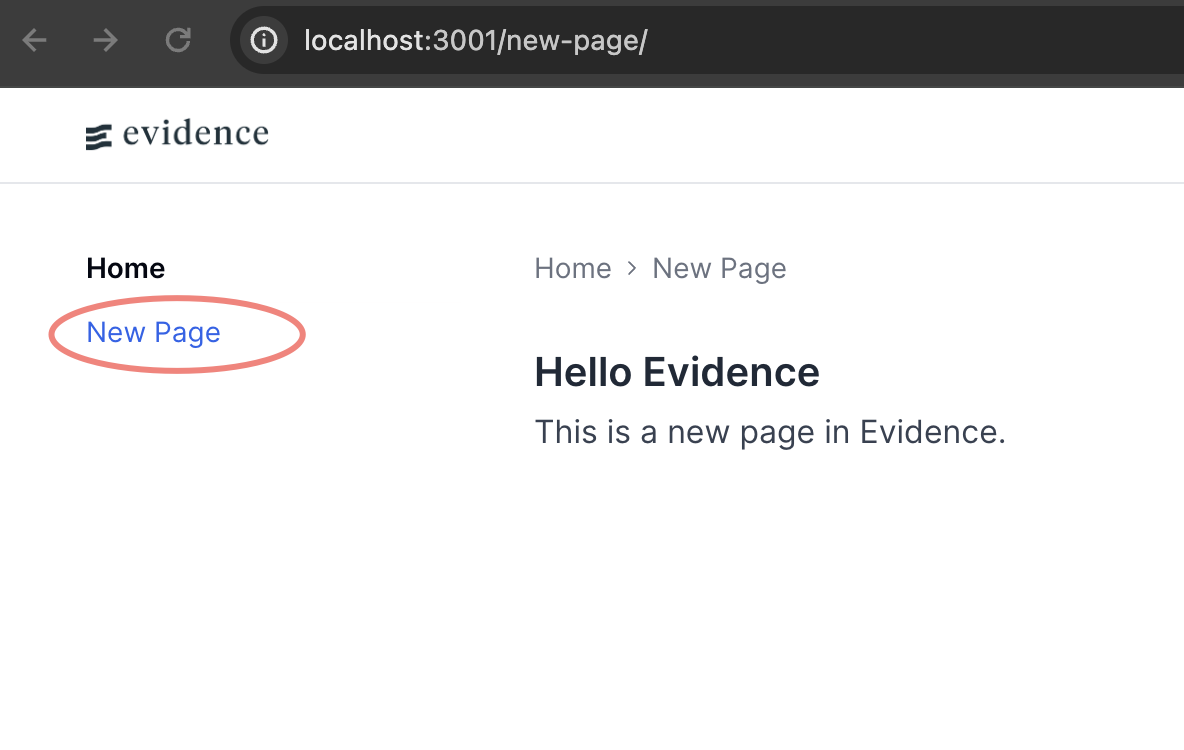 localhost:3001/new-page/
evidence
Home
New Page
Home > New Page
Hello Evidence
This is a new page in Evidence.